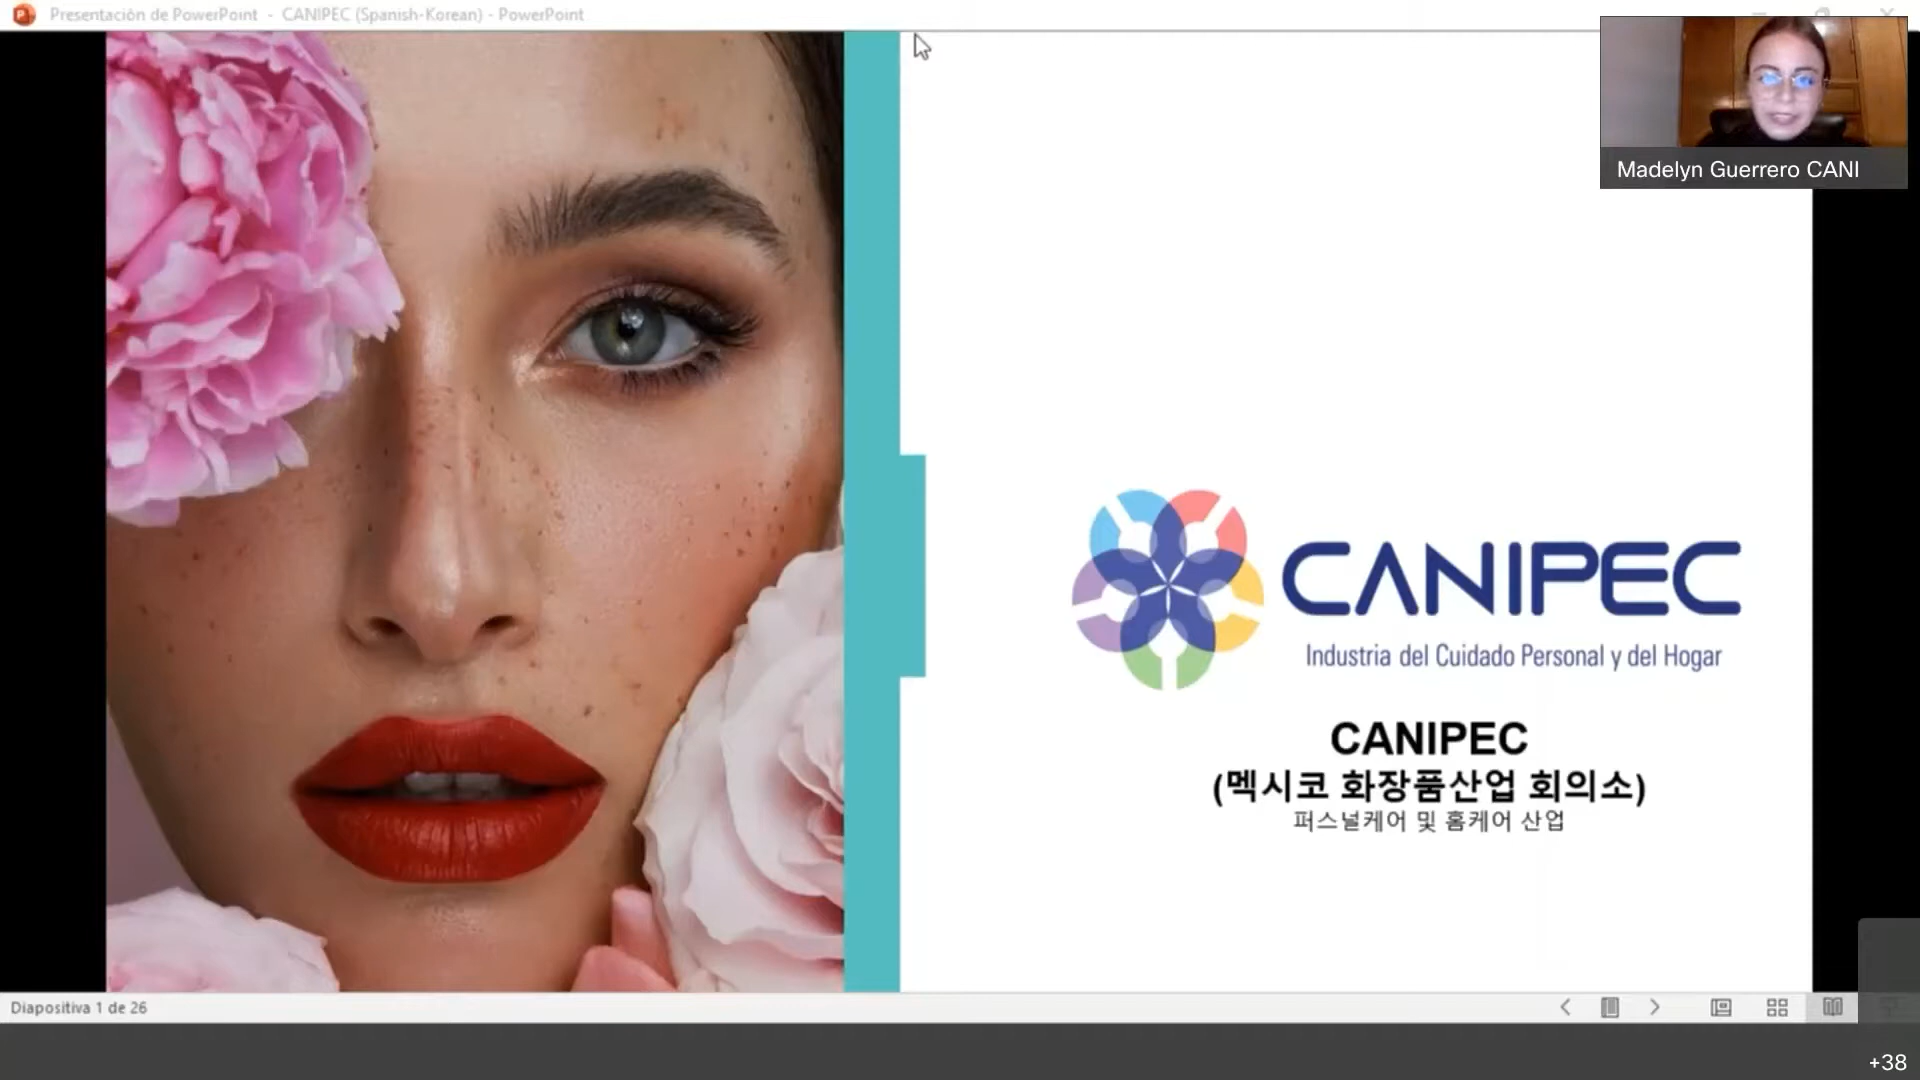 Presentación de PowerPoint - CANIPEC (Spanish-Korean) - PowerPoint
Madelyn Guerrero CANI
CANIPEC
Industria del Cuidado Personal y del Hogar
CANIPEC
(멕시코 화장품산업 회의소)
퍼스널케어 및 홈케어 산업
Diapositiva 1 de 26
+38